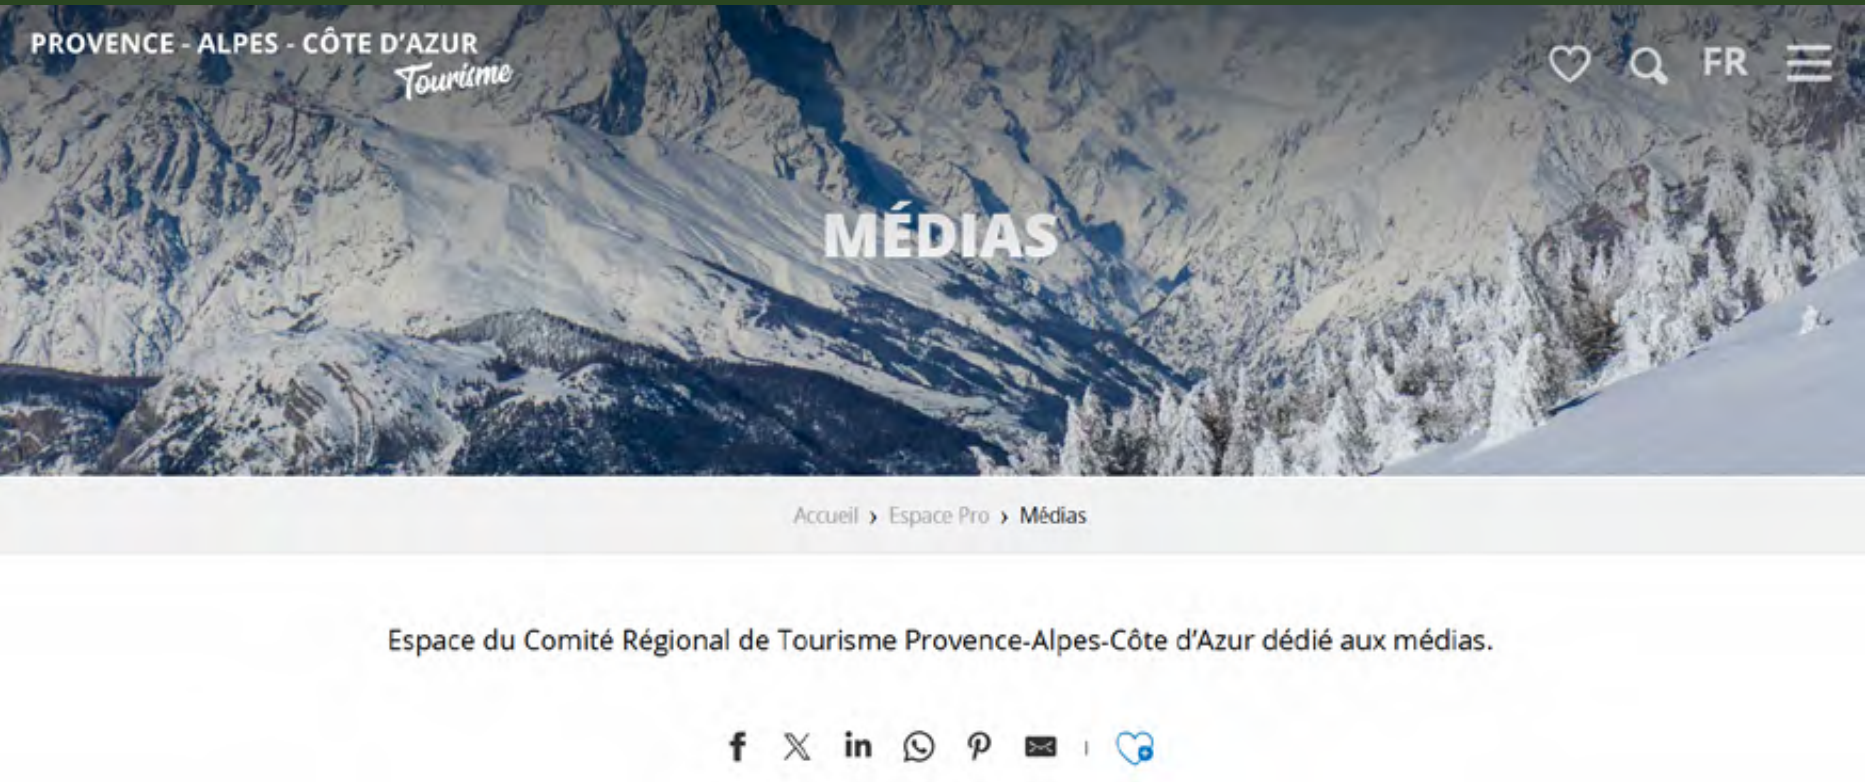 PROVENCE - ALPES - CÔTE D'AZUR
Tourisme
FR
MÉDIAS
Accueil › Espace Pro › Médias
Espace du Comité Régional de Tourisme Provence-Alpes-Côte d'Azur dédié aux médias.